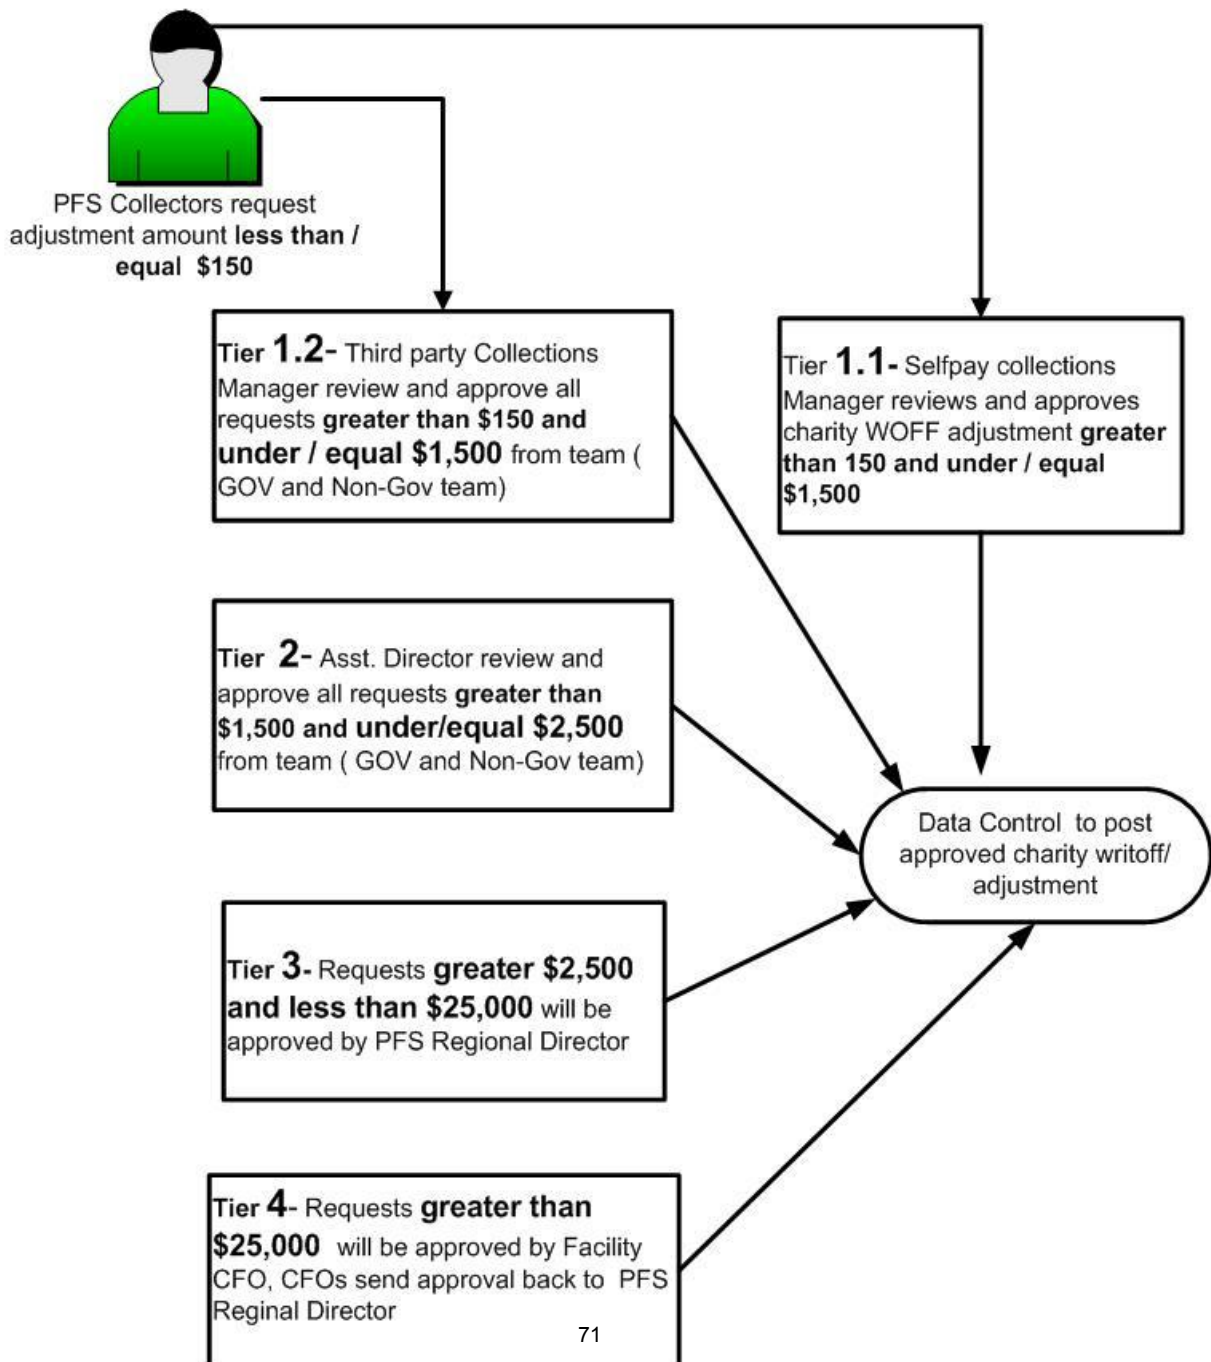 PFS Collectors request
adjustment amount less than /
equal  $150
Tier 1.2- Third party Collections
Manager review and approve all
requests greater than $150 and
under / equal $1,500 from team (
GOV and Non-Gov team)
Tier 1.1- Selfpay collections
Manager reviews and approves
charity WOFF adjustment greater
than 150 and under / equal
$1,500
Tier 2- Asst. Director review and
approve all requests greater than
$1,500 and under/equal $2,500
from team ( GOV and Non-Gov team)
Data Control  to post
approved charity writoff/
adjustment
Tier 3- Requests greater $2,500
and less than $25,000 will be
approved by PFS Regional Director
Tier 4- Requests greater than
$25,000  will be approved by Facility
CFO, CFOs send approval back to  PFS
Reginal Director
71